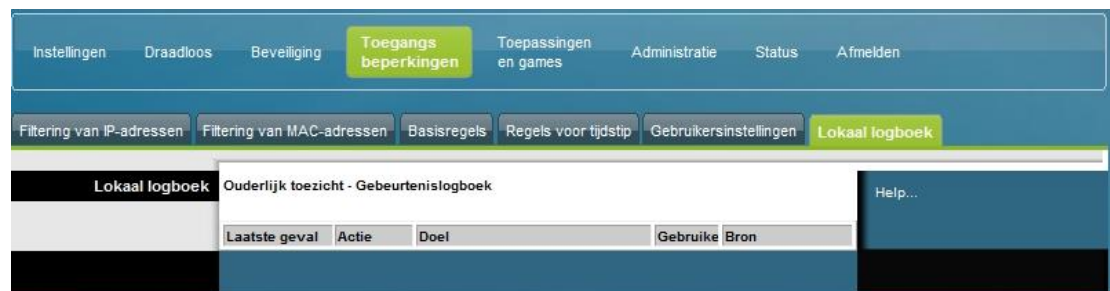 Instellingen Draadloos Beveiliging Toegangs beperkingen Toepassingen en games Administratie Status Afmelden
Filtering van IP-adressen Filtering van MAC-adressen Basisregels Regels voor tijdstip Gebruikersinstellingen Lokaal logboek
Lokaal logboek Ouderlijk toezicht - Gebeurtenislogboek Help...
Laatste geval Actie Doel Gebruike Bron